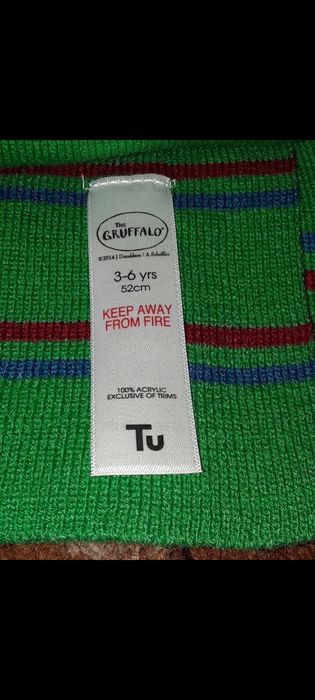 The
GRUFFALO®
©2014 J Donaldson / A Scheffler
3-6 yrs
52cm
KEEP AWAY
FROM FIRE
100% ACRYLIC
EXCLUSIVE OF TRIMS
Tu